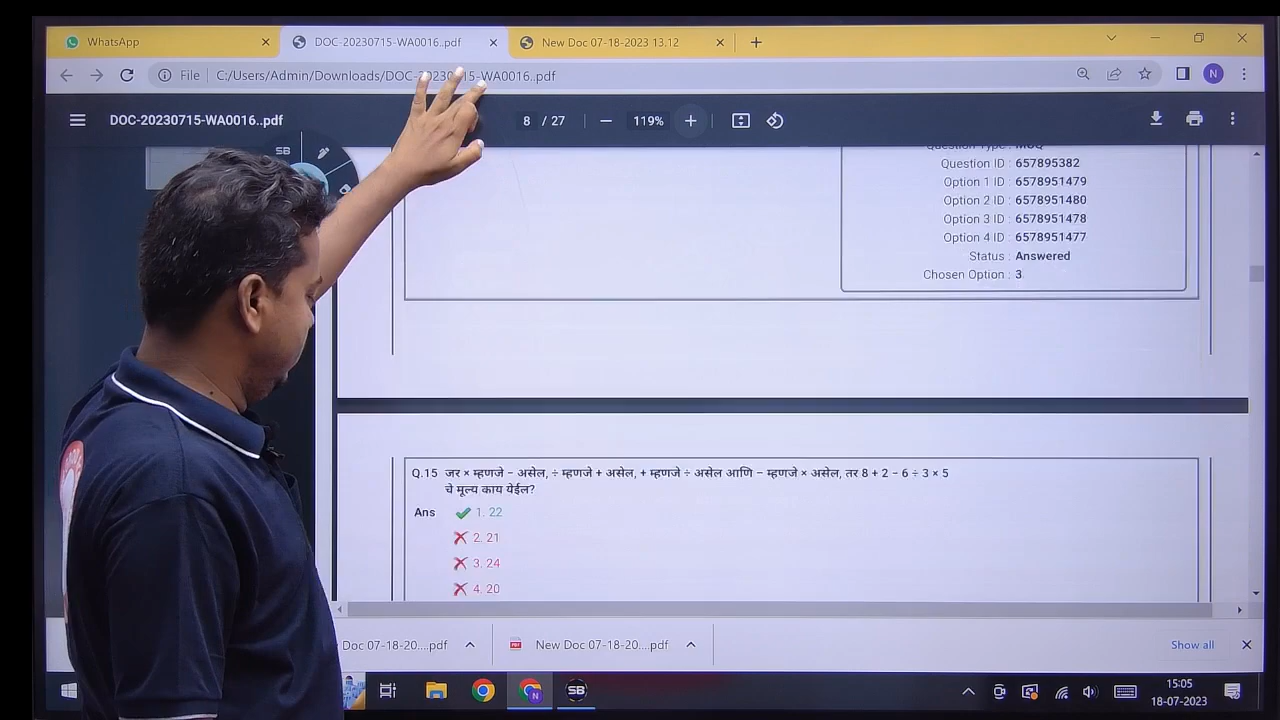 WhatsApp
DOC-20230715-WA0016..pdf
New Doc 07-18-2023 13.12
File
C:/Users/Admin/Downloads/DOC-20230715-WA0016..pdf
N
DOC-20230715-WA0016..pdf
8 / 27
119%
SB
Question Type : MCQ
Question ID : 657895382
Option 1 ID : 6578951479
Option 2 ID : 6578951480
Option 3 ID : 6578951478
Option 4 ID : 6578951477
Status : Answered
Chosen Option : 3
Q.15 जर × म्हणजे − असेल, ÷ म्हणजे + असेल, + म्हणजे ÷ असेल आणि − म्हणजे × असेल, तर 8 + 2 − 6 ÷ 3 × 5
चे मूल्य काय येईल?
Ans 1. 22
2. 21
3. 24
4. 20
Doc 07-18-20....pdf
New Doc 07-18-20....pdf
Show all
SB
15:05
18-07-2023